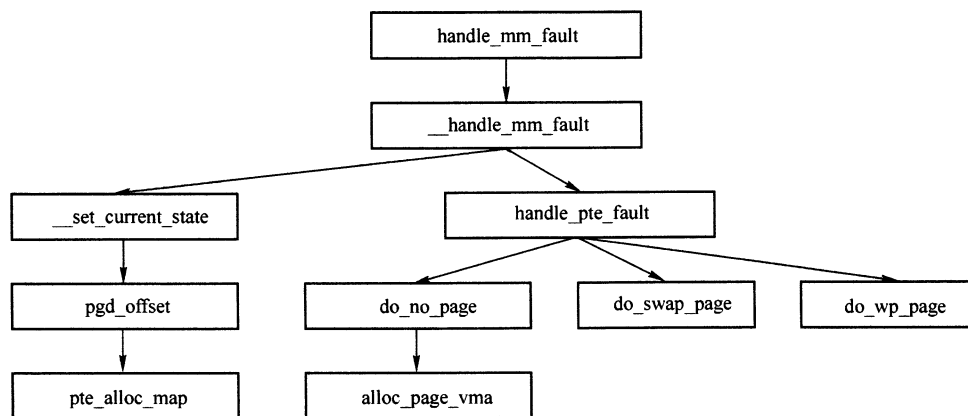 handle_mm_fault
__handle_mm_fault
__set_current_state
handle_pte_fault
pgd_offset
do_no_page
do_swap_page
do_wp_page
pte_alloc_map
alloc_page_vma